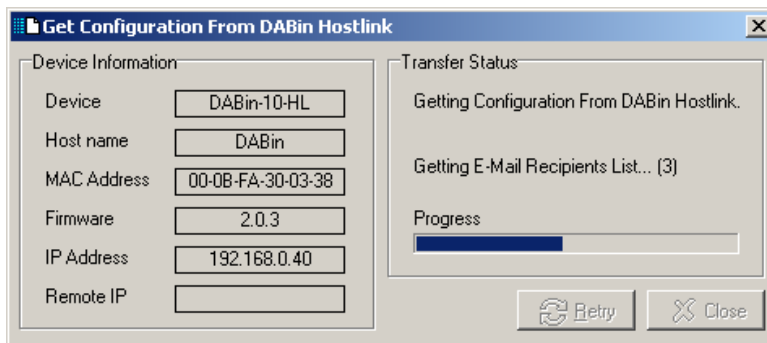 Get Configuration From DABin Hostlink
Device Information
Device DABin-10-HL
Host name DABin
MAC Address 00-0B-FA-30-03-38
Firmware 2.0.3
IP Address 192.168.0.40
Remote IP
Transfer Status
Getting Configuration From DABin Hostlink.
Getting E-Mail Recipients List... (3)
Progress
Retry Close